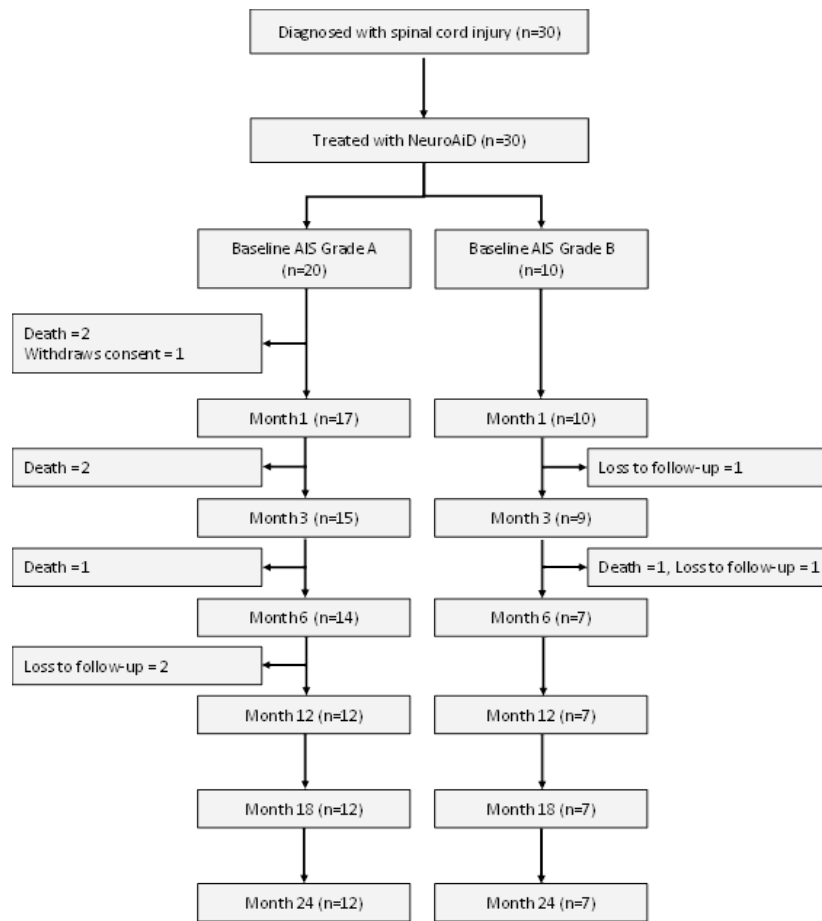 Diagnosed with spinal cord injury (n=30)
Treated with NeuroAiD (n=30)
Baseline AIS Grade A
(n=20)
Baseline AIS Grade B
(n=10)
Death = 2
Withdraws consent = 1
Month 1 (n=17)
Month 1 (n=10)
Death = 2
Loss to follow-up =1
Month 3 (n=15)
Month 3 (n=9)
Death =1
Death =1, Loss to follow-up = 1
Month 6 (n=14)
Month 6 (n=7)
Loss to follow-up = 2
Month 12 (n=12)
Month 12 (n=7)
Month 18 (n=12)
Month 18 (n=7)
Month 24 (n=12)
Month 24 (n=7)